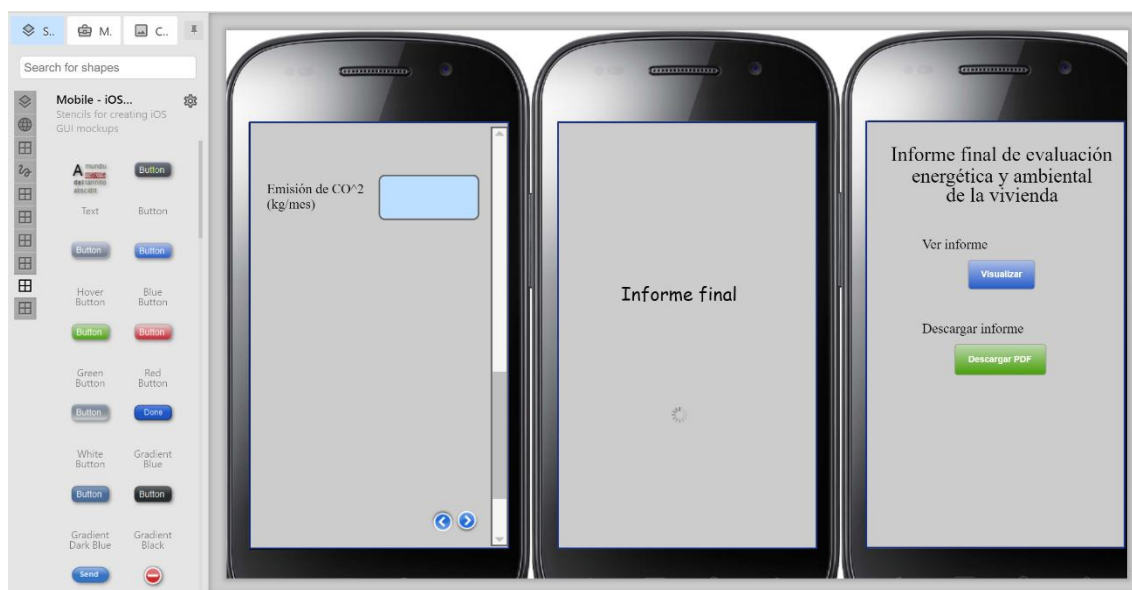 S..
M.
C..
Search for shapes
Mobile - iOS...
Stencils for creating iOS
GUI mockups
A mundu
del
abscidit
Button
Text
Button
Button
Button
Hover
Button
Blue
Button
Button
Button
Green
Button
Red
Button
Button
Done
White
Button
Gradient
Blue
Button
Button
Gradient
Dark Blue
Gradient
Black
Send
Emisión de CO^2
(kg/mes)
Informe final
Informe final de evaluación
energética y ambiental
de la vivienda
Ver informe
Visualizar
Descargar informe
Descargar PDF